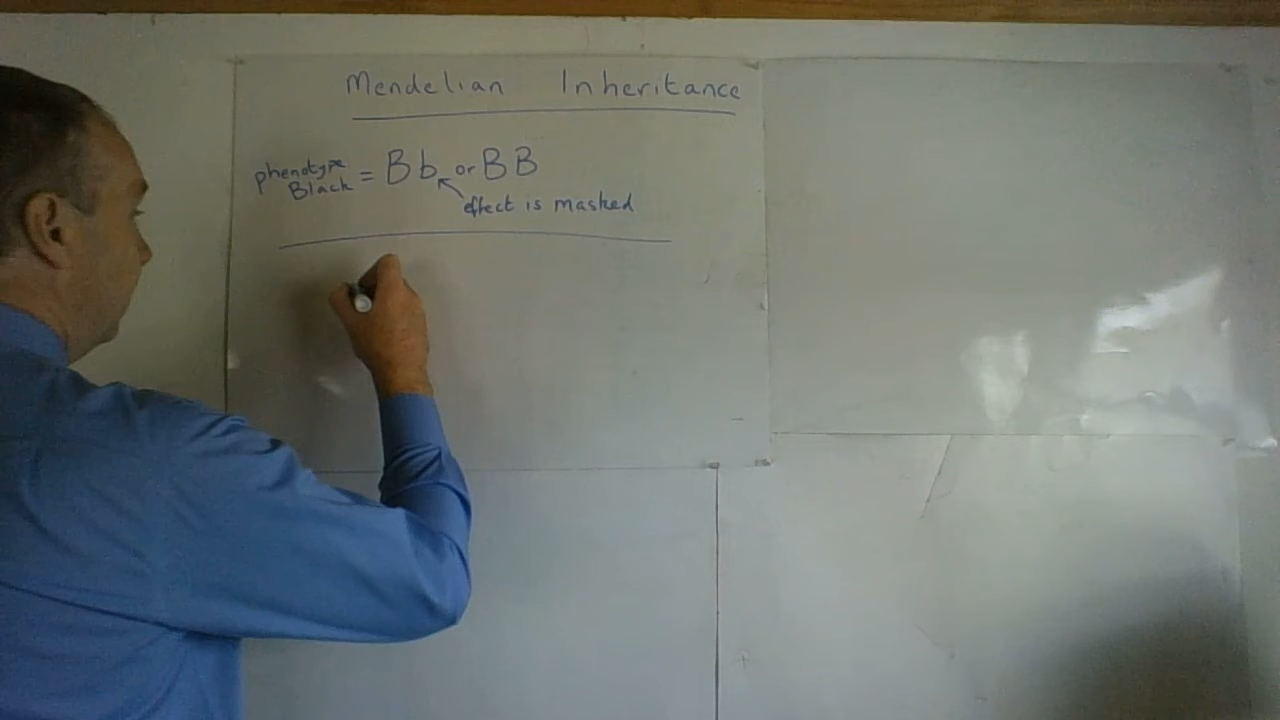 Mendelian Inheritance
phenotype
Black = Bb or BB
effect is masked